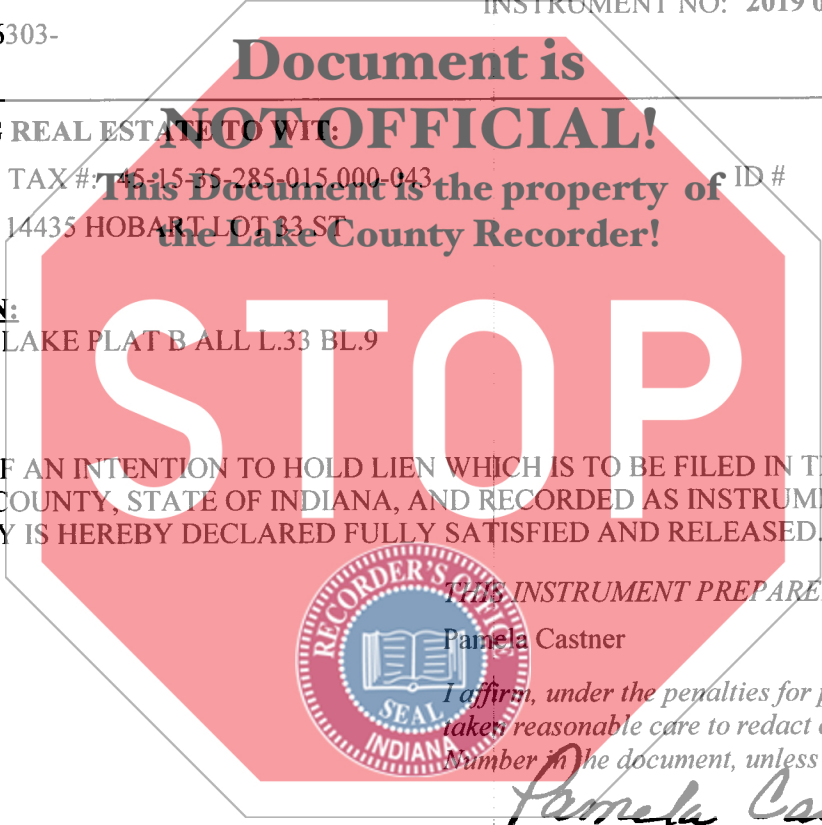 INSTRUMENT NO: 2019 0
6303-
Document is
NOT OFFICIAL!
REAL ESTATE TO WIT:
TAX #: 45-15-35-285-015.000-043
ID #
This Document is the property of
the Lake County Recorder!
14435 HOBART LOT 33 ST
N:
LAKE PLAT B ALL L.33 BL.9
STOP
F AN INTENTION TO HOLD LIEN WHICH IS TO BE FILED IN T
COUNTY, STATE OF INDIANA, AND RECORDED AS INSTRUM
Y IS HEREBY DECLARED FULLY SATISFIED AND RELEASED.
THIS INSTRUMENT PREPARE
Pamela Castner
I affirm, under the penalties for p
taken reasonable care to redact
Number in the document, unless
RECORDER'S OFFICE
SEAL
INDIANA
Pamela Cas